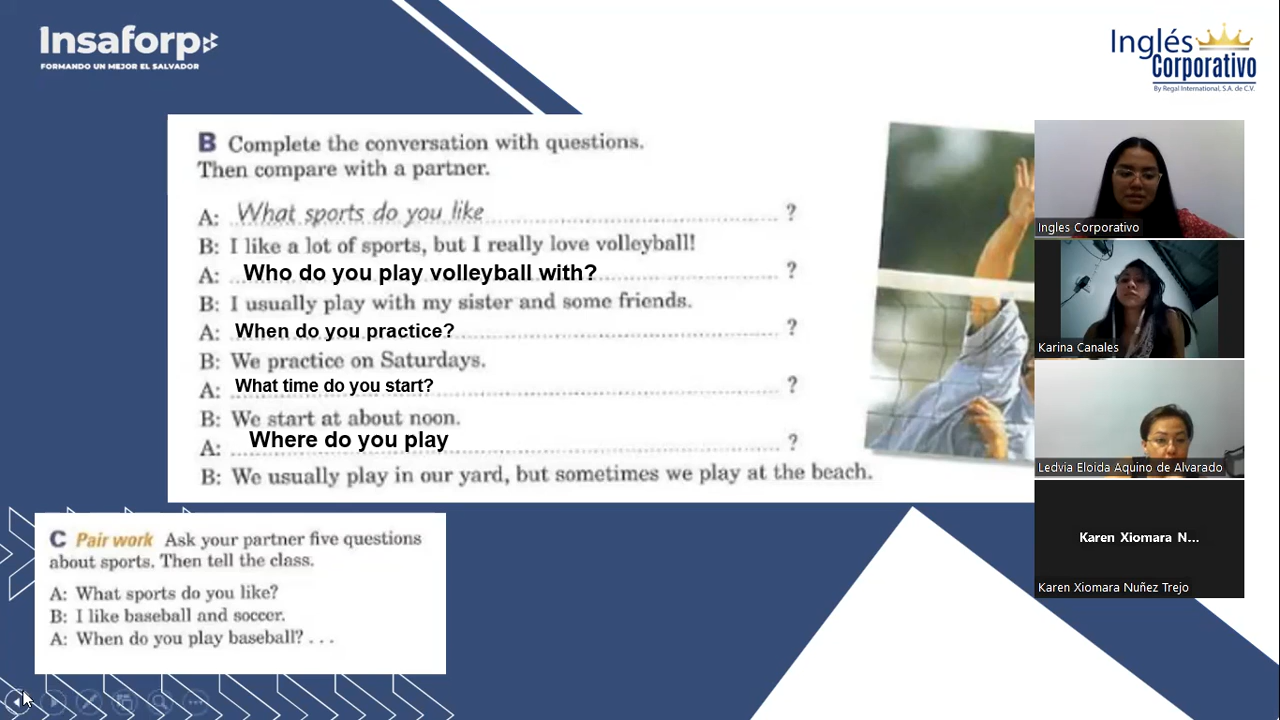 Insaforp
FORMANDO UN MEJOR EL SALVADOR
Inglés
Corporativo
By Regal International, S.A. de C.V.
B Complete the conversation with questions.
Then compare with a partner.
A: What sports do you like ?
B: I like a lot of sports, but I really love volleyball!
A: Who do you play volleyball with? ?
B: I usually play with my sister and some friends.
A: When do you practice? ?
B: We practice on Saturdays.
A: What time do you start? ?
B: We start at about noon.
A: Where do you play ?
B: We usually play in our yard, but sometimes we play at the beach.
C Pair work Ask your partner five questions
about sports. Then tell the class.
A: What sports do you like?
B: I like baseball and soccer.
A: When do you play baseball? . . .
Ingles Corporativo
Karina Canales
Ledvia Eloida Aquino de Alvarado
Karen Xiomara N...
Karen Xiomara Nuñez Trejo